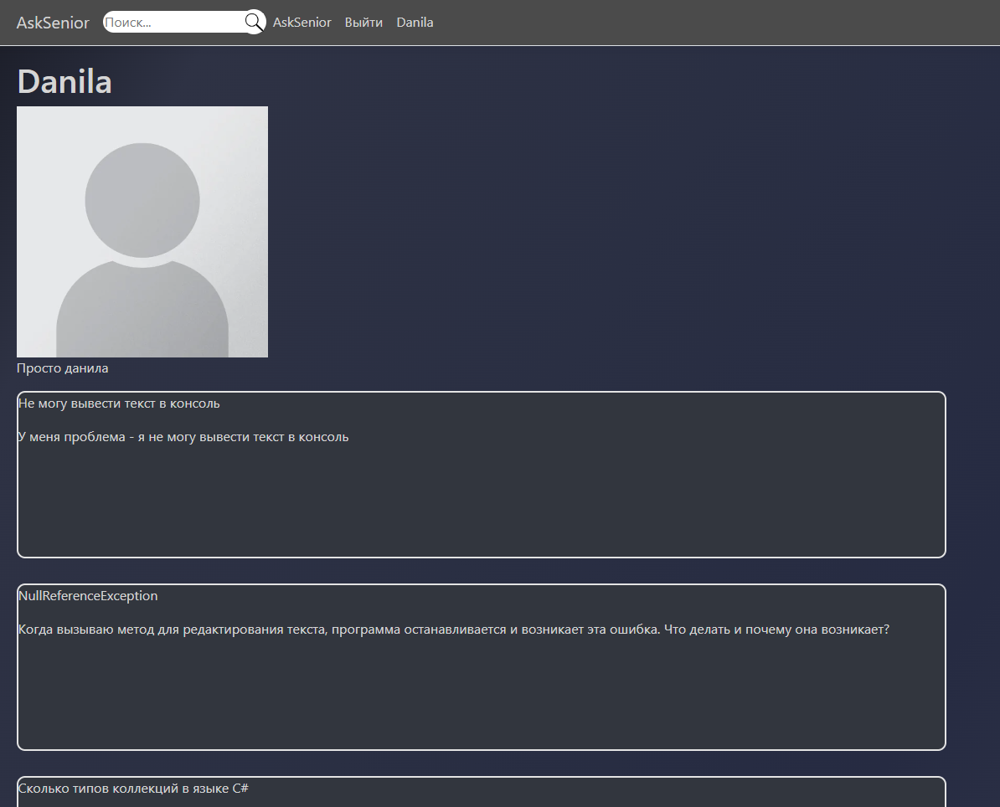 AskSenior Поиск... AskSenior Выйти Danila
Danila
Просто данила
Не могу вывести текст в консоль
У меня проблема - я не могу вывести текст в консоль
NullReferenceException
Когда вызываю метод для редактирования текста, программа останавливается и возникает эта ошибка. Что делать и почему она возникает?
Сколько типов коллекций в языке C#